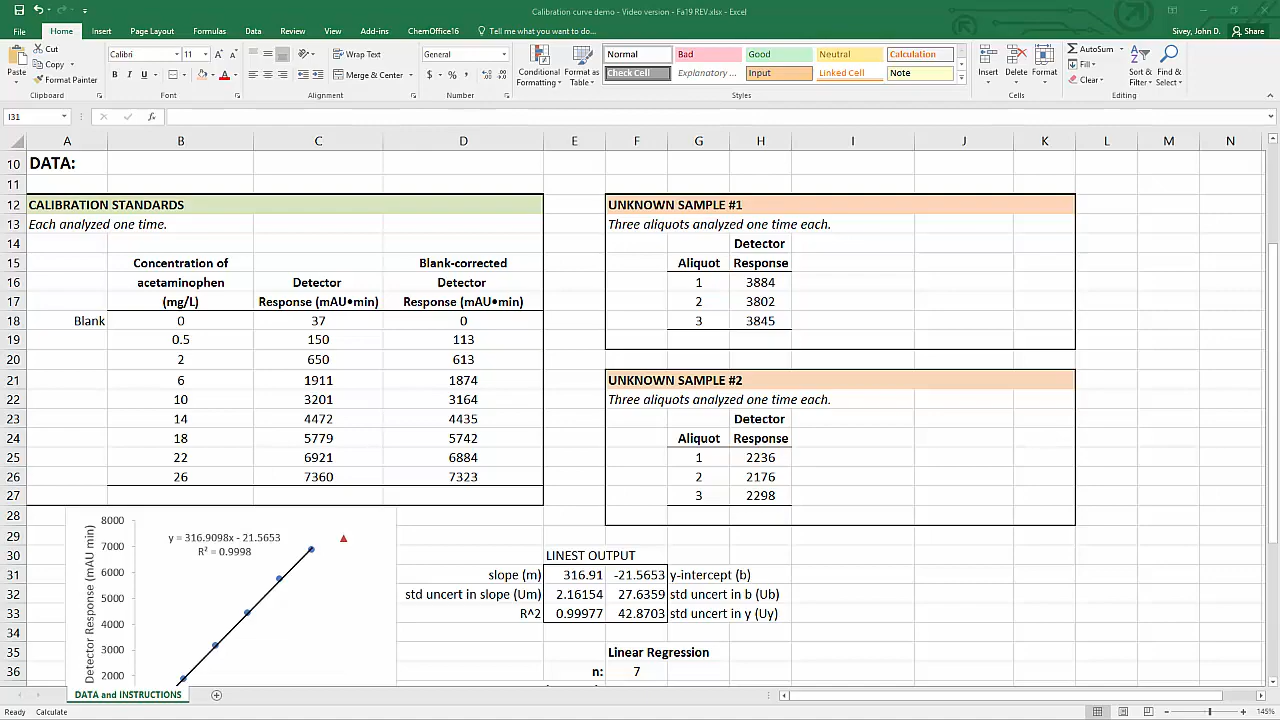 Calibration curve demo - Video version - Fa19 REV.xlsx - Excel
Sivey, John D.
Share
File
Home
Insert
Page Layout
Formulas
Data
Review
View
Add-ins
ChemOffice16
Tell me what you want to do...
Paste
Cut
Copy
Format Painter
Clipboard
Calibri
11
B I U
Font
Wrap Text
Merge & Center
Alignment
General
$ % ,
Number
Conditional Formatting
Format as Table
Normal
Bad
Good
Neutral
Calculation
Check Cell
Explanatory ...
Input
Linked Cell
Note
Styles
Insert
Delete
Format
Cells
AutoSum
Fill
Clear
Sort & Filter
Find & Select
Editing
I31
fx
A B C D E F G H I J K L M N
10 DATA:
11
12 CALIBRATION STANDARDS UNKNOWN SAMPLE #1
13 Each analyzed one time. Three aliquots analyzed one time each.
14 Detector
15 Concentration of Blank-corrected Aliquot Response
16 acetaminophen Detector Detector 1 3884
17 (mg/L) Response (mAU•min) Response (mAU•min) 2 3802
18 Blank 0 37 0 3 3845
19 0.5 150 113
20 2 650 613
21 6 1911 1874 UNKNOWN SAMPLE #2
22 10 3201 3164 Three aliquots analyzed one time each.
23 14 4472 4435 Detector
24 18 5779 5742 Aliquot Response
25 22 6921 6884 1 2236
26 26 7360 7323 2 2176
27 3 2298
28
29
30 LINEST OUTPUT
31 slope (m) 316.91 -21.5653 y-intercept (b)
32 std uncert in slope (Um) 2.16154 27.6359 std uncert in b (Ub)
33 R^2 0.99977 42.8703 std uncert in y (Uy)
34
35 Linear Regression
36 n: 7
Detector Response (mAU min)
8000
7000
6000
5000
4000
3000
2000
y = 316.9098x - 21.5653
R² = 0.9998
DATA and INSTRUCTIONS
Ready
Calculate
145%